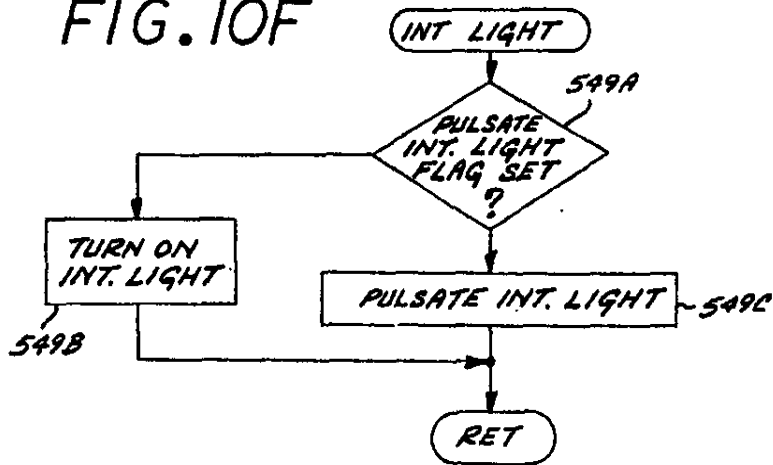 FIG. 10F
INT LIGHT
549A
PULSATE
INT. LIGHT
FLAG SET
?
TURN ON
INT. LIGHT
549B
PULSATE INT. LIGHT
549C
RET